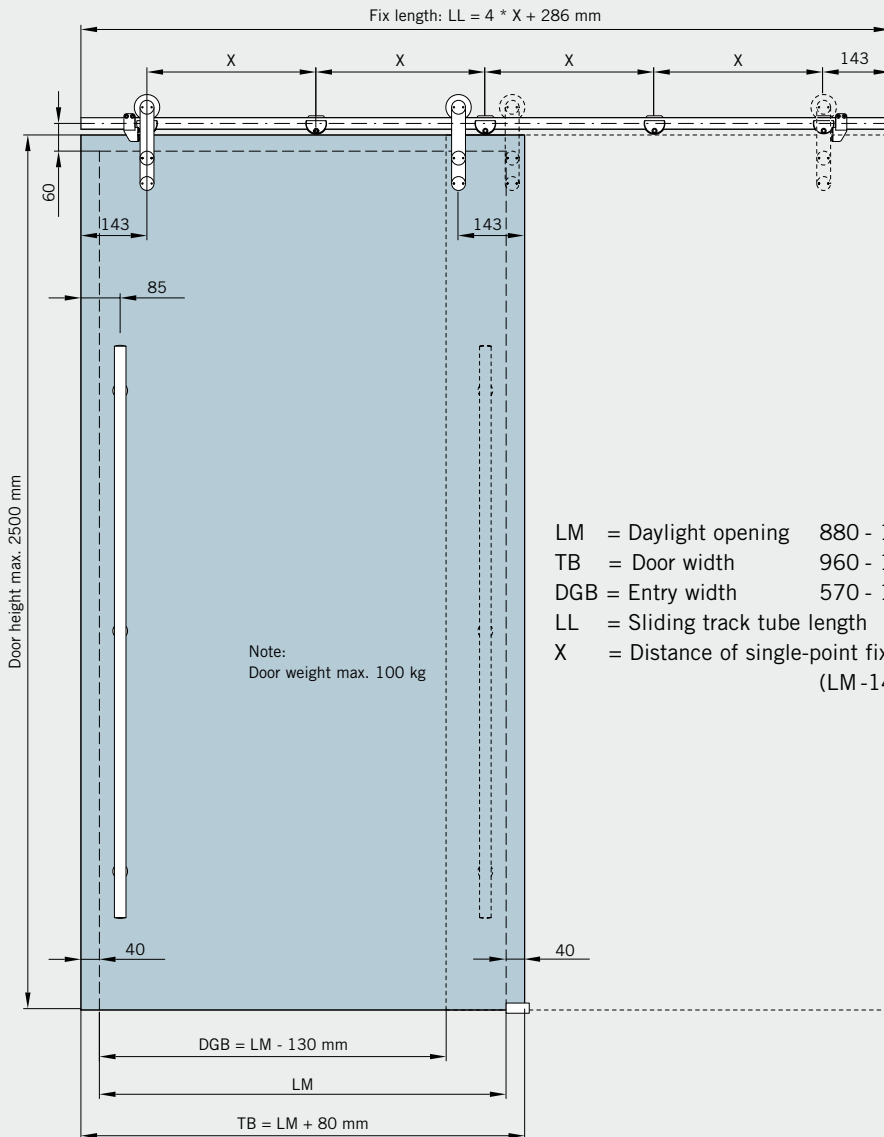 Fix length: LL = 4 * X + 286 mm
X X X X 143
60
143 143
85
Door height max. 2500 mm
LM = Daylight opening 880 -
TB = Door width 960 -
DGB = Entry width 570 -
LL = Sliding track tube length
X = Distance of single-point
(LM -
Note:
Door weight max. 100 kg
40 40
DGB = LM - 130 mm
LM
TB = LM + 80 mm